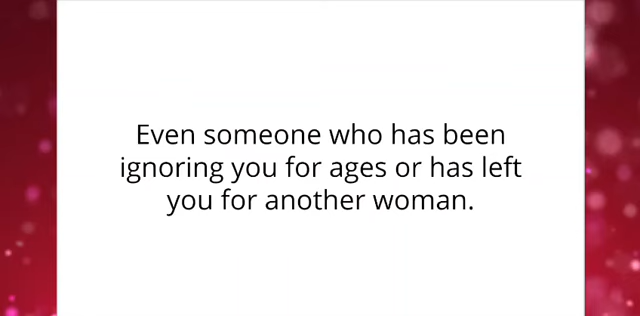 Even someone who has been
ignoring you for ages or has left
you for another woman.